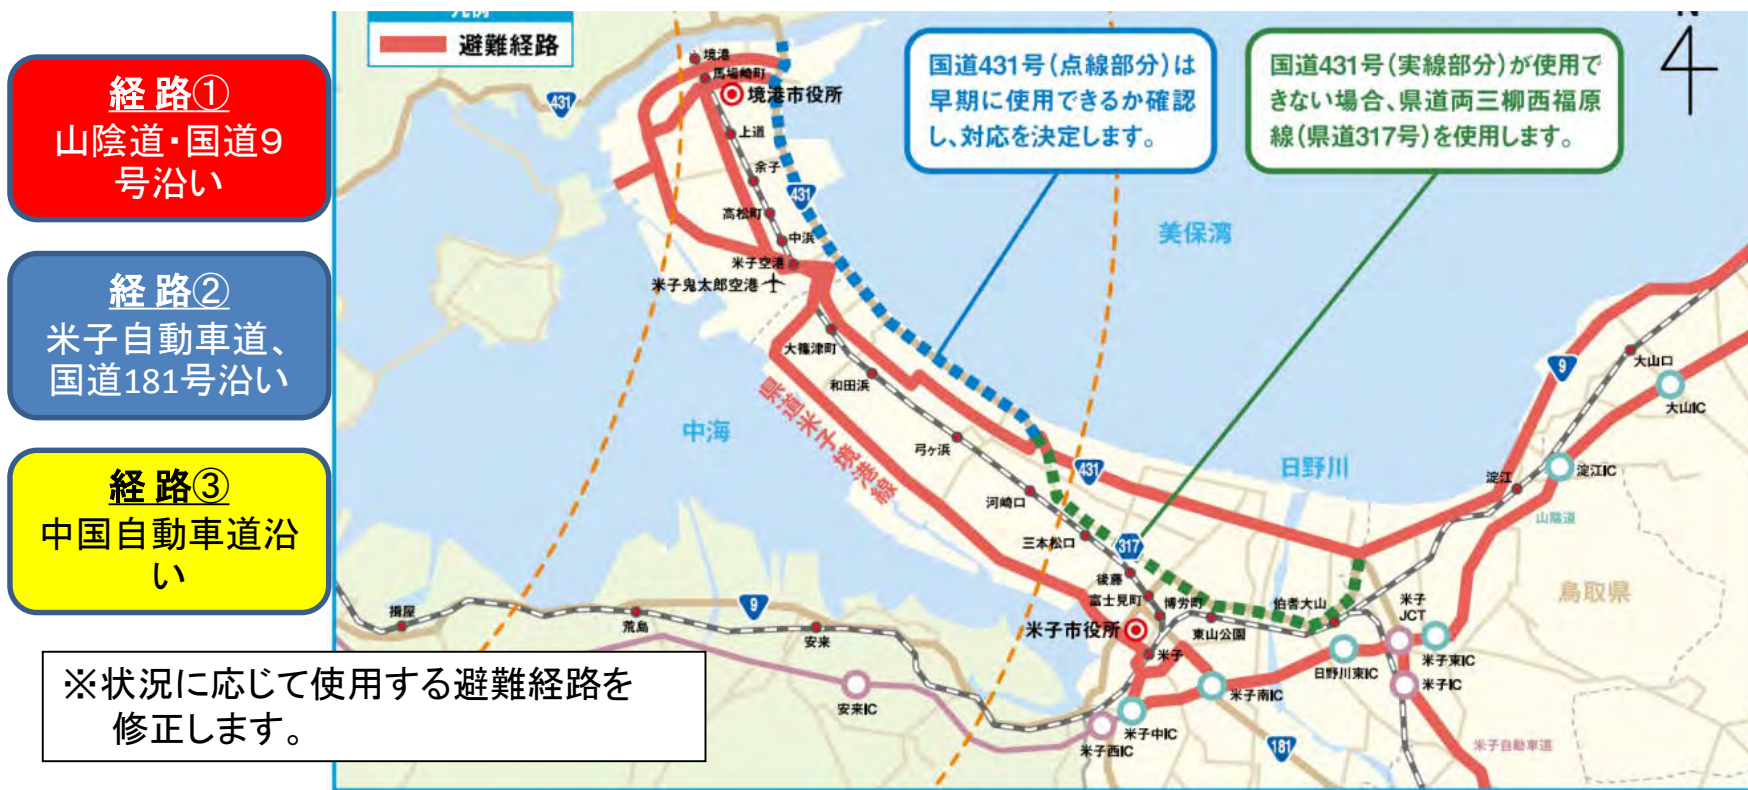 経 路①
山陰道・国道9
号沿い
経 路②
米子自動車道、
国道181号沿い
経 路③
中国自動車道沿
い
※状況に応じて使用する避難経路を
修正します。
避難経路
国道431号(点線部分)は
早期に使用できるか確認
し、対応を決定します。
国道431号(実線部分)が使用で
きない場合、県道両三柳西福原
線(県道317号)を使用します。
N
境港
馬場崎町
境港市役所
431
上道
余子
431
高松町
中浜
米子空港
米子鬼太郎空港
美保湾
大篠津町
和田浜
県道米子境港線
中海
弓ヶ浜
431
日野川
河崎口
三本松口
317
後藤
富士見町
博労町
伯耆大山
米子市役所
東山公園
米子
9
大山口
大山IC
淀江
淀江IC
山陰道
鳥取県
米子
JCT
米子東IC
日野川東IC
米子IC
米子南IC
米子中IC
米子西IC
181
米子自動車道
揖屋
荒島
9
安来
安来IC